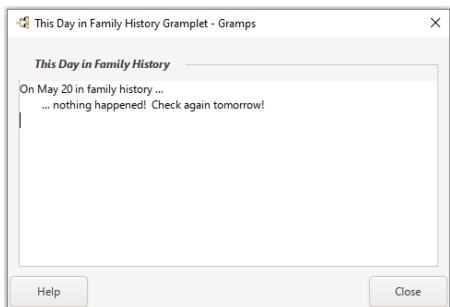 This Day in Family History Gramplet - Gramps
This Day in Family History
On May 20 in family history ...
... nothing happened!  Check again tomorrow!
Help
Close